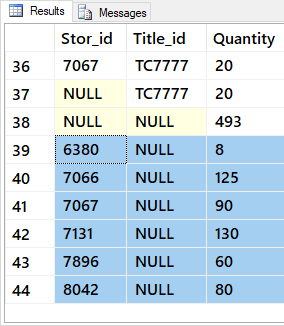 Results Messages
Stor_id Title_id Quantity
36 7067 TC7777 20
37 NULL TC7777 20
38 NULL NULL 493
39 6380 NULL 8
40 7066 NULL 125
41 7067 NULL 90
42 7131 NULL 130
43 7896 NULL 60
44 8042 NULL 80